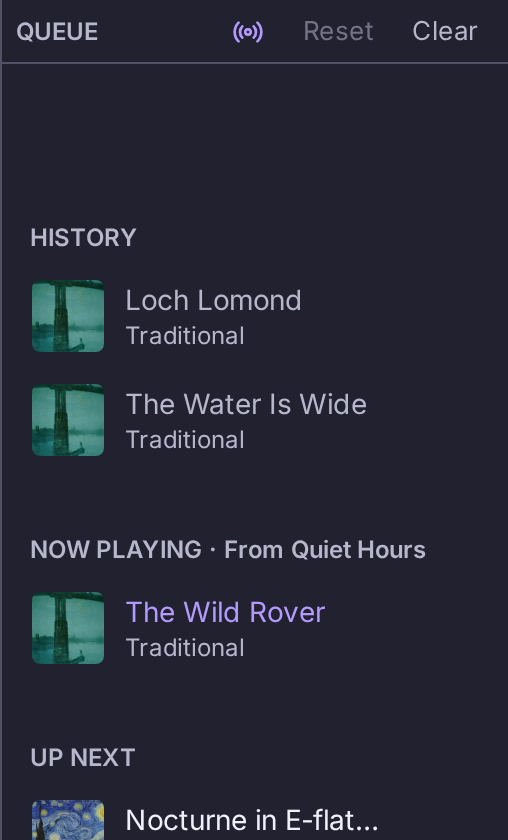 QUEUE
Reset
Clear
HISTORY
Loch Lomond
Traditional
The Water Is Wide
Traditional
NOW PLAYING · From Quiet Hours
The Wild Rover
Traditional
UP NEXT
Nocturne in E-flat...